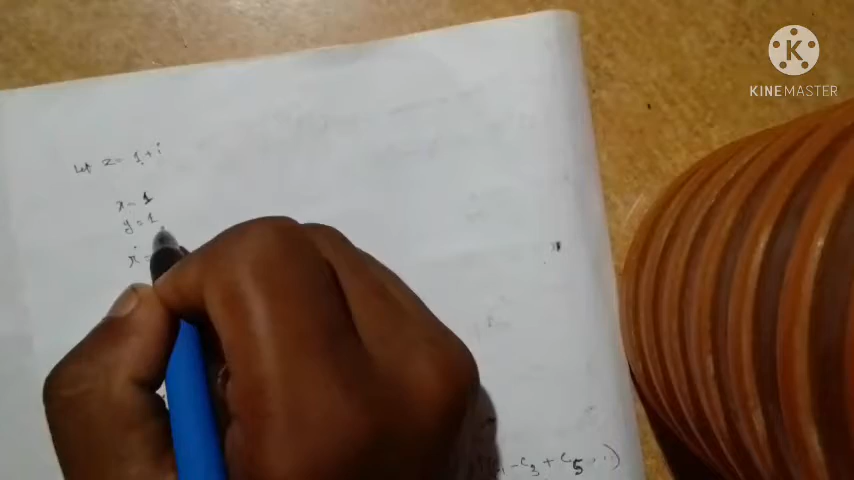 KINEMASTER
Let z = 1 + i
x = 1
y = 1
r =
- c3 + c5 ...)